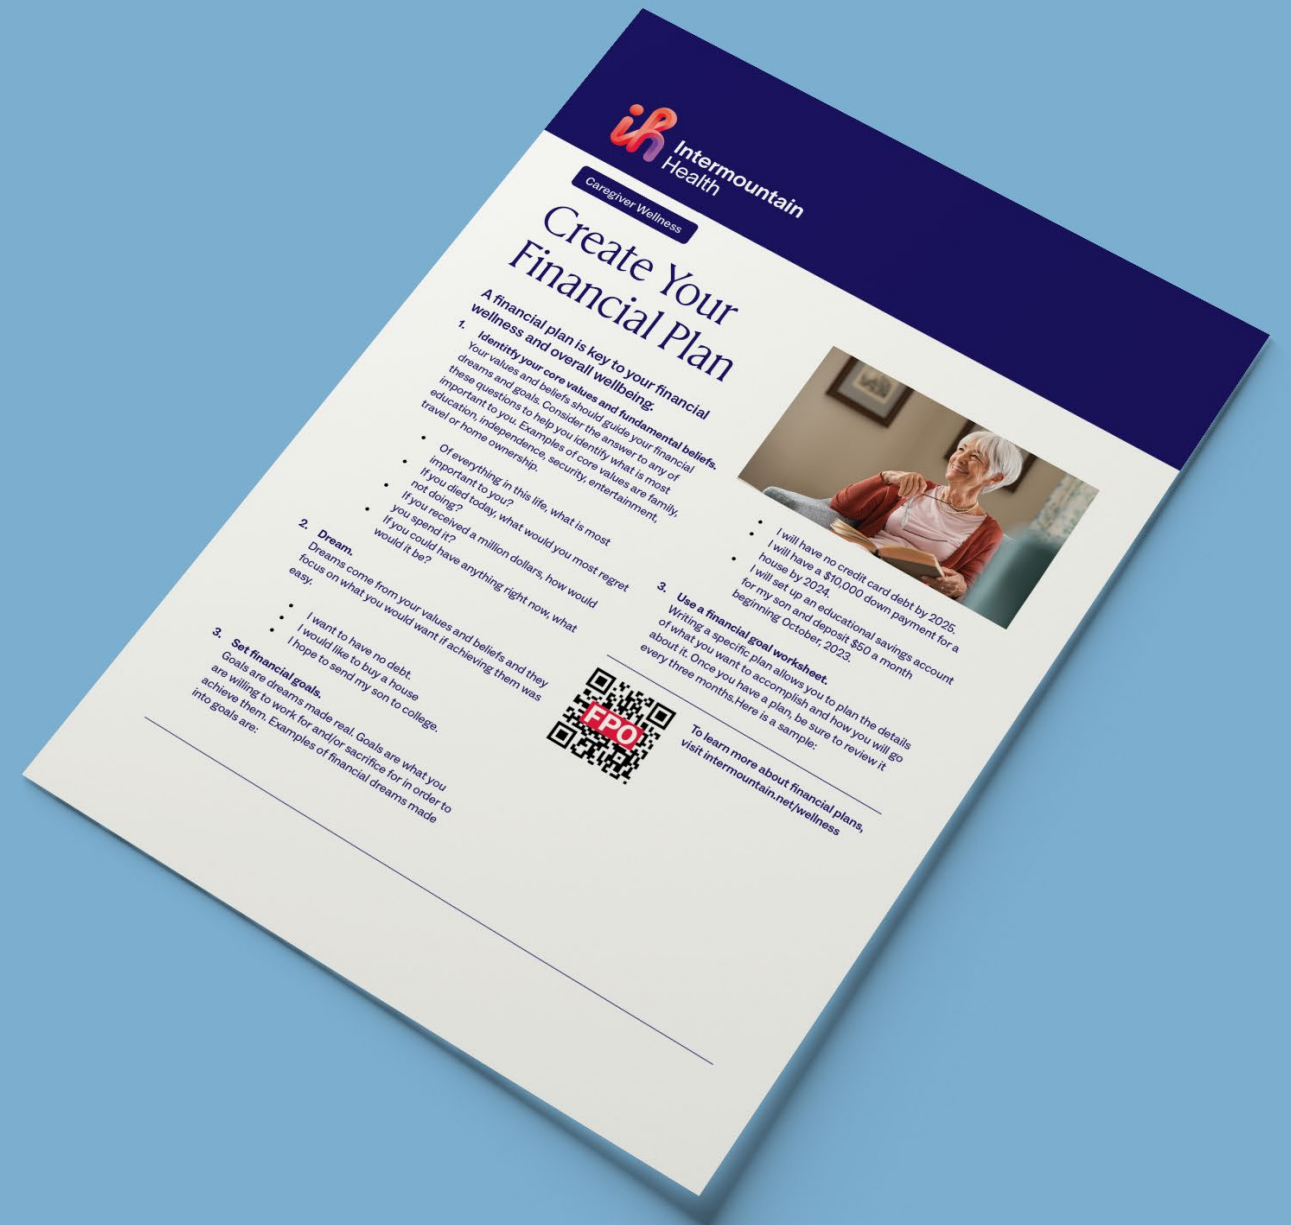 Intermountain
Health
Caregiver Wellness
Create Your
Financial Plan
A financial plan is key to your financial
wellness and overall wellbeing.
1. Identitfy your core values and fundamental beliefs.
Your values and beliefs should guide your financial
dreams and goals. Consider the answer to any of
these questions to help you identify what is most
important to you. Examples of core values are family,
education, independence, security, entertainment,
travel or home ownership.
• Of everything in this life, what is most
important to you?
• If you died today, what would you most regret
not doing?
• If you received a million dollars, how would
you spend it?
• If you could have anything right now, what
would it be?
2. Dream.
Dreams come from your values and beliefs and they
focus on what you would want if achieving them was
easy.
• I want to have no debt.
• I would like to buy a house
• I hope to send my son to college.
3. Set financial goals.
Goals are dreams made real. Goals are what you
are willing to work for and/or sacrifice for in order to
achieve them. Examples of financial dreams made
into goals are:
• I will have no credit card debt by 2025.
• I will have a $10,000 down payment for a
house by 2024.
• I will set up an educational savings account
for my son and deposit $50 a month
beginning October, 2023.
3. Use a financial goal worksheet.
Writing a specific plan allows you to plan the details
of what you want to accomplish and how you will go
about it. Once you have a plan, be sure to review it
every three months.Here is a sample:
FPO
To learn more about financial plans,
visit intermountain.net/wellness